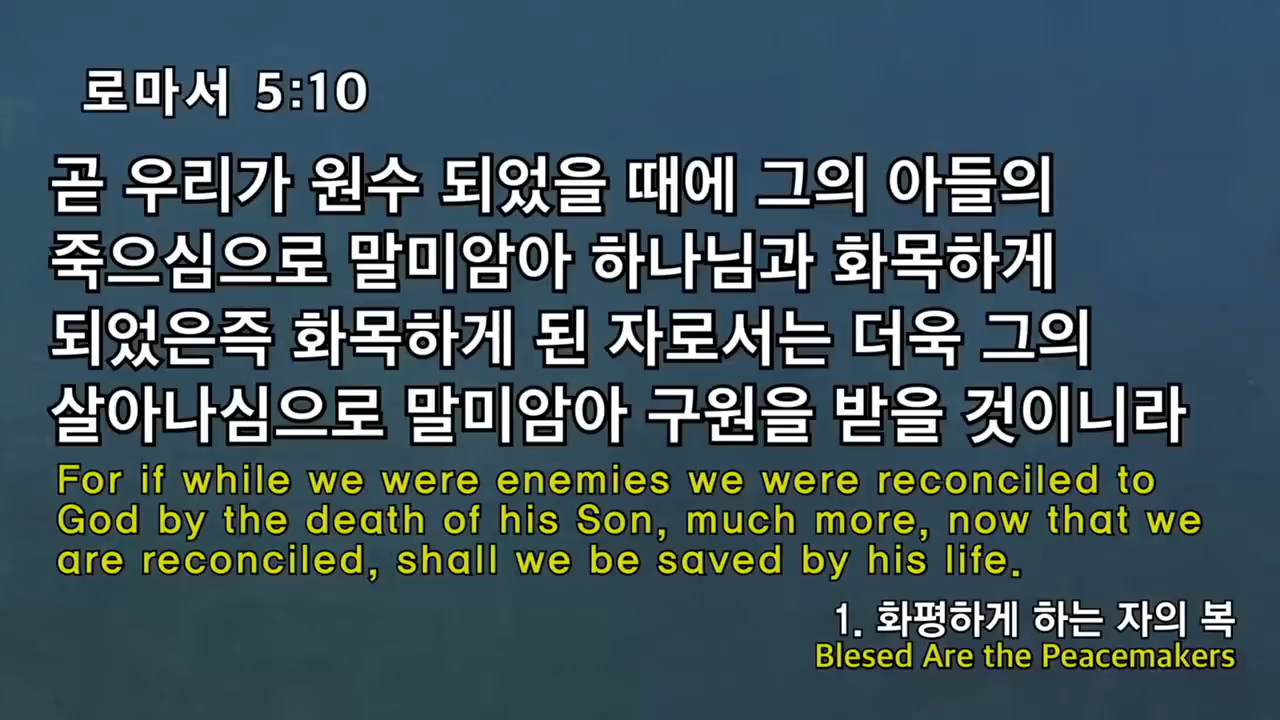 로마서 5:10
곧 우리가 원수 되었을 때에 그의 아들의
죽으심으로 말미암아 하나님과 화목하게
되었은즉 화목하게 된 자로서는 더욱 그의
살아나심으로 말미암아 구원을 받을 것이니라
For if while we were enemies we were reconciled to
God by the death of his Son, much more, now that we
are reconciled, shall we be saved by his life.
1. 화평하게 하는 자의 복
Blesed Are the Peacemakers